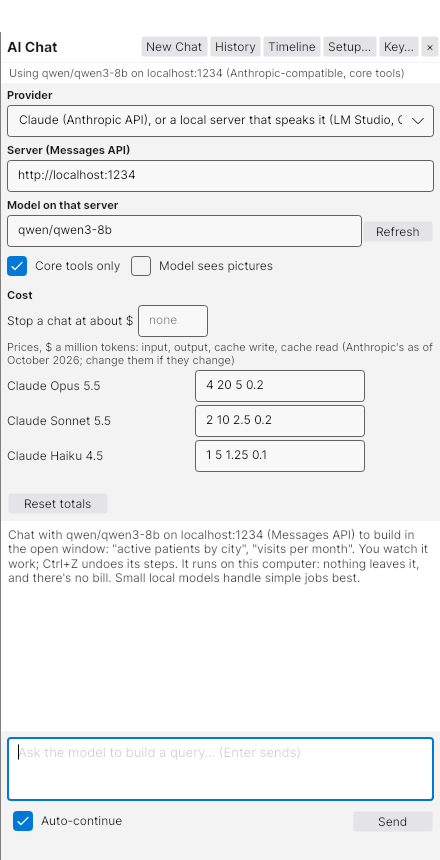 AI Chat
New Chat
History
Timeline
Setup...
Key...
×
Using qwen/qwen3-8b on localhost:1234 (Anthropic-compatible, core tools)
Provider
Claude (Anthropic API), or a local server that speaks it (LM Studio, C
Server (Messages API)
http://localhost:1234
Model on that server
qwen/qwen3-8b
Refresh
Core tools only
Model sees pictures
Cost
Stop a chat at about $
none
Prices, $ a million tokens: input, output, cache write, cache read (Anthropic's as of
October 2026; change them if they change)
Claude Opus 5.5
4 20 5 0.2
Claude Sonnet 5.5
2 10 2.5 0.2
Claude Haiku 4.5
1 5 1.25 0.1
Reset totals
Chat with qwen/qwen3-8b on localhost:1234 (Messages API) to build in
the open window: "active patients by city", "visits per month". You watch it
work; Ctrl+Z undoes its steps. It runs on this computer: nothing leaves it,
and there's no bill. Small local models handle simple jobs best.
Ask the model to build a query... (Enter sends)
Auto-continue
Send